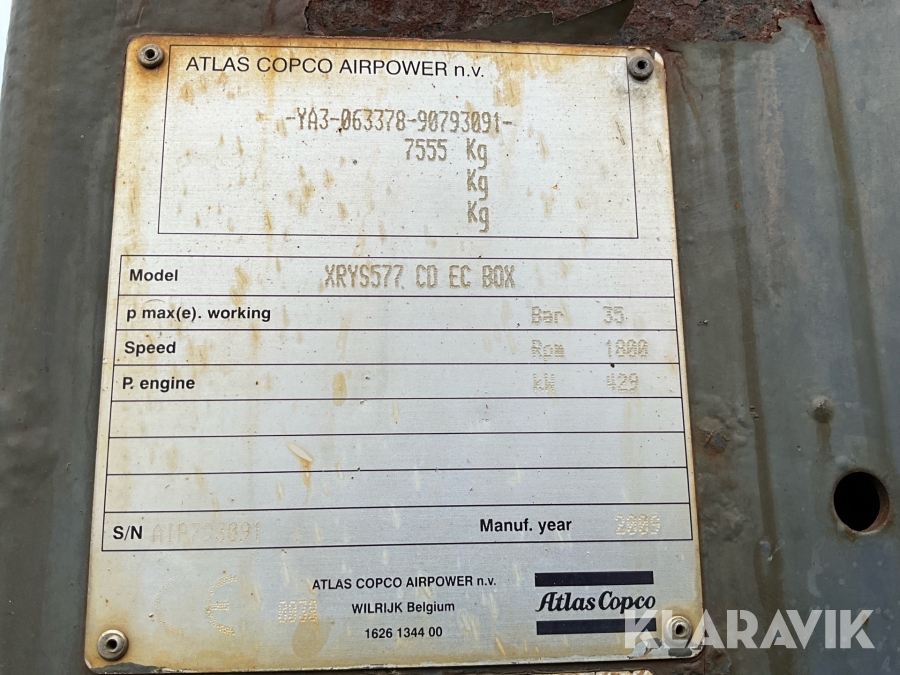 ATLAS COPCO AIRPOWER n.v.
-YA3-063378-90793091-
7555 Kg
Kg
Kg
Model XRYS577 CD EC BOX
p max(e). working Bar 35
Speed Rpm 1800
P. engine kW 429
S/N AIP793091 Manuf. year 2009
ATLAS COPCO AIRPOWER n.v.
WILRIJK Belgium
1626 1344 00
Atlas Copco
KLARAVIK